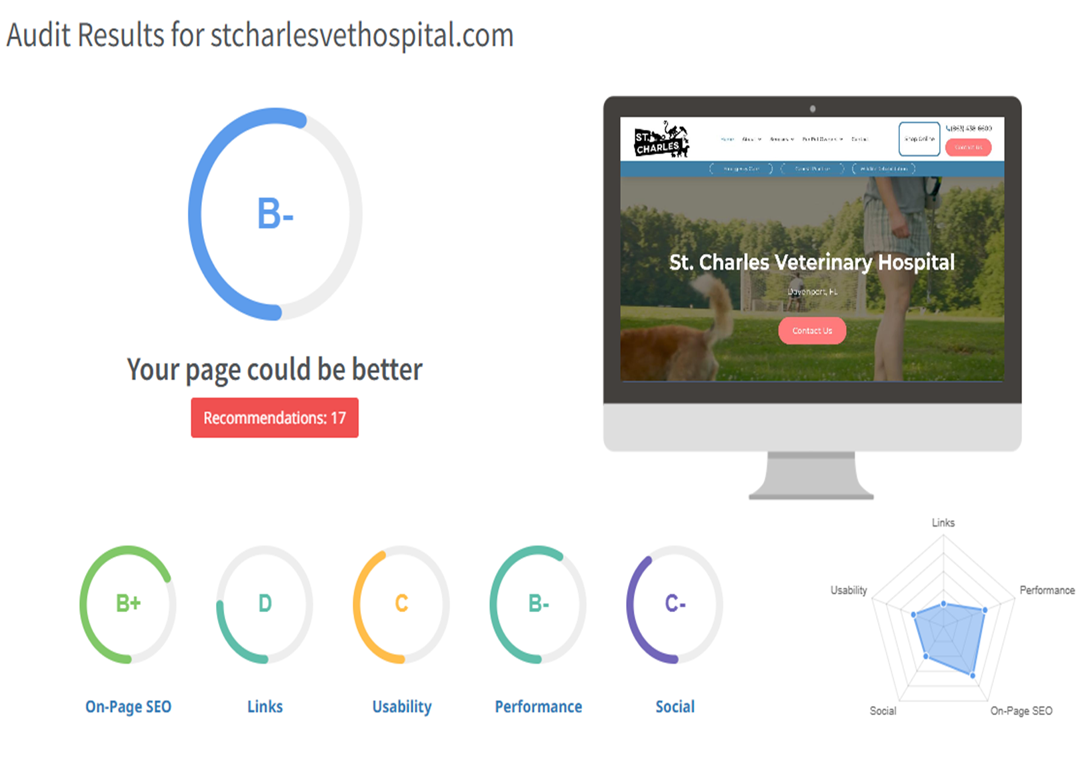 Audit Results for stcharlesvethospital.com
B-
Your page could be better
Recommendations: 17
ST. CHARLES
Home About Services For Pet Owners Contact
Shop Online
(863) 438-6600
Contact Us
St. Charles Veterinary Hospital
Davenport, FL
Contact Us
B+
D
C
B-
C-
On-Page SEO
Links
Usability
Performance
Social
Links
Usability
Performance
Social
On-Page SEO